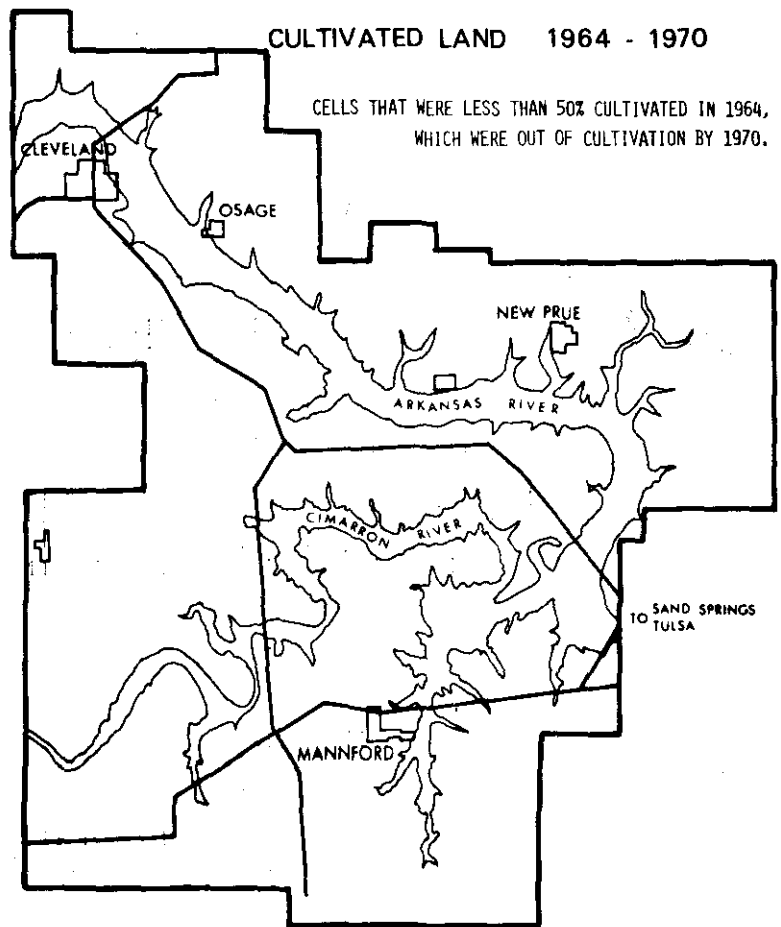 CULTIVATED LAND 1964 - 1970
CELLS THAT WERE LESS THAN 50% CULTIVATED IN 1964,
WHICH WERE OUT OF CULTIVATION BY 1970.
CLEVELAND
OSAGE
NEW PRUE
ARKANSAS RIVER
CIMARRON RIVER
TO SAND SPRINGS
TULSA
MANNFORD